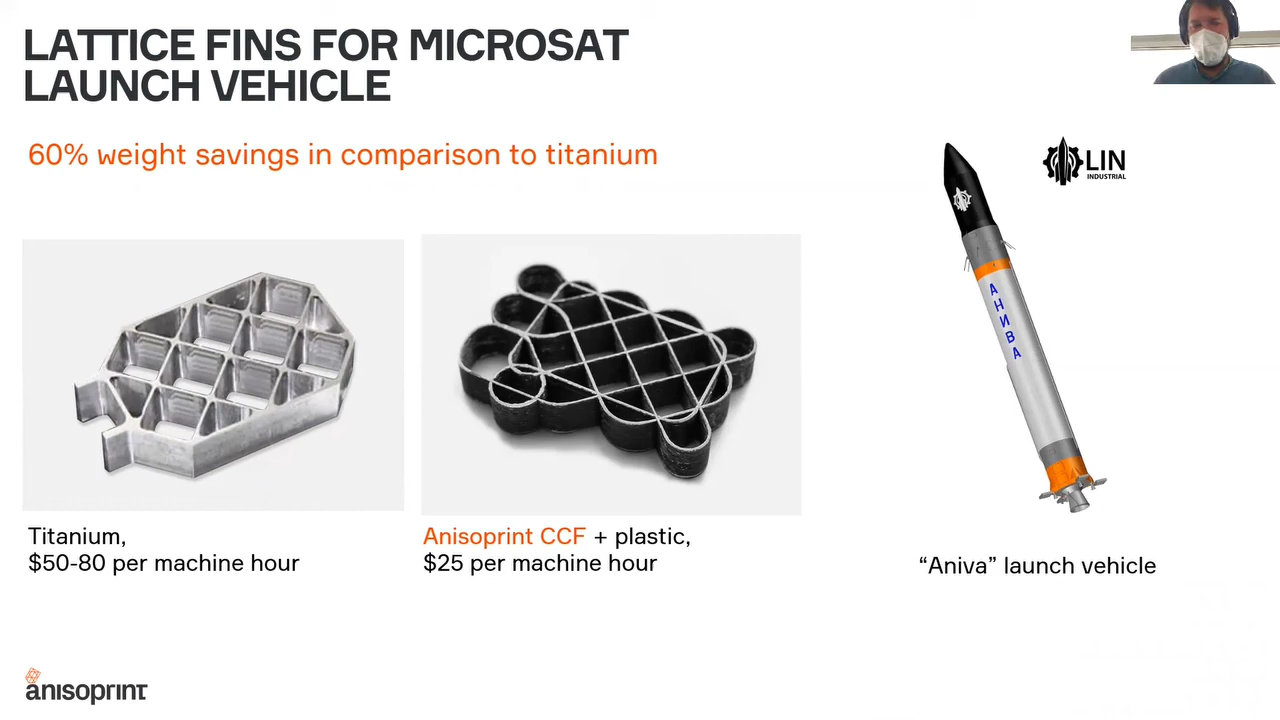 LATTICE FINS FOR MICROSAT
LAUNCH VEHICLE
60% weight savings in comparison to titanium
LIN
INDUSTRIAL
АНИВА
Titanium,
$50-80 per machine hour
Anisoprint CCF + plastic,
$25 per machine hour
“Aniva” launch vehicle
anisoprint